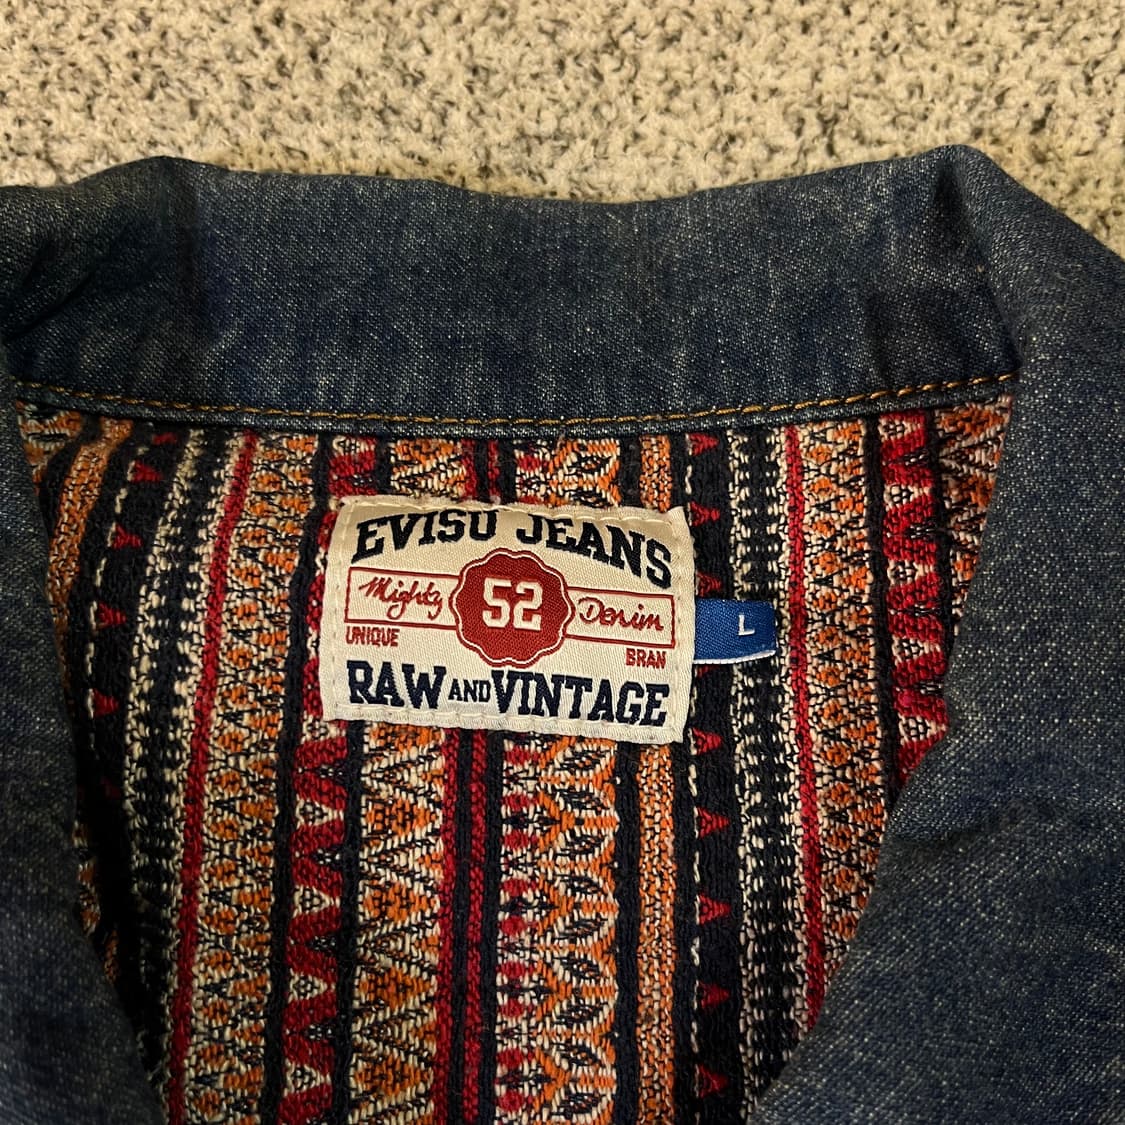 EVISU JEANS
Mighty 52 Denim
UNIQUE BRAN
RAW AND VINTAGE
L